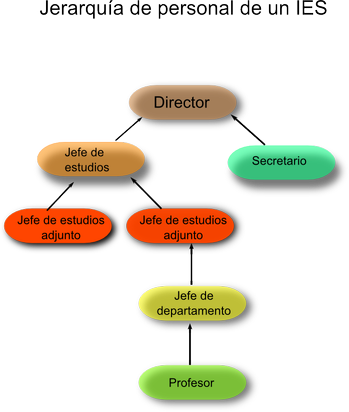 Jerarquía de personal de un IES
Director
Jefe de
estudios
Secretario
Jefe de estudios
adjunto
Jefe de estudios
adjunto
Jefe de
departamento
Profesor